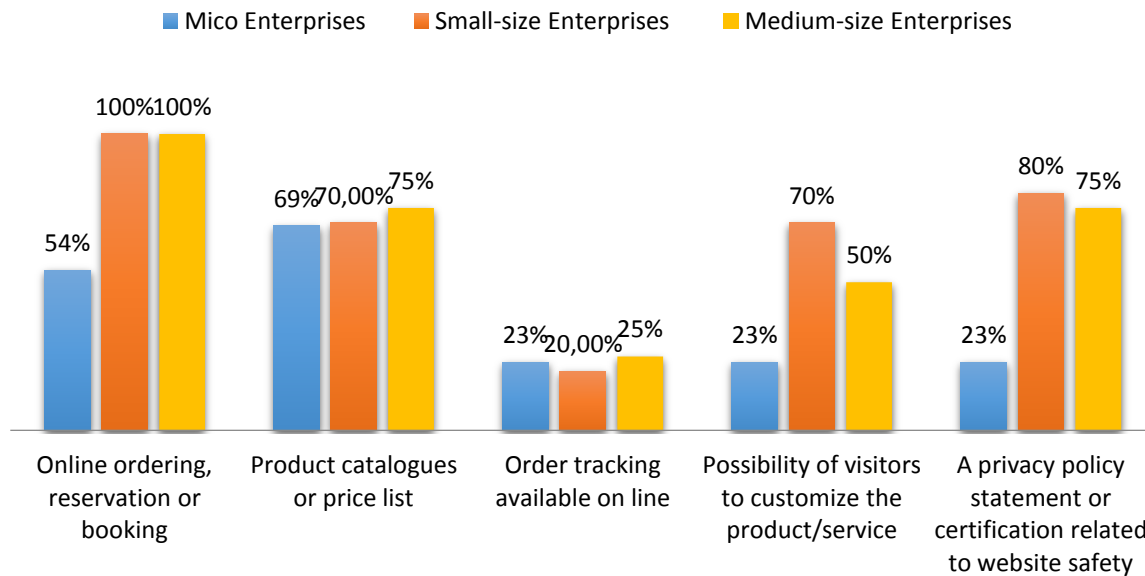 Mico Enterprises Small-size Enterprises Medium-size Enterprises
100% 100%
54%
69% 70,00% 75%
23% 20,00% 25%
23% 70% 50%
23% 80% 75%
Online ordering,
reservation or
booking
Product catalogues
or price list
Order tracking
available on line
Possibility of visitors
to customize the
product/service
A privacy policy
statement or
certification related
to website safety